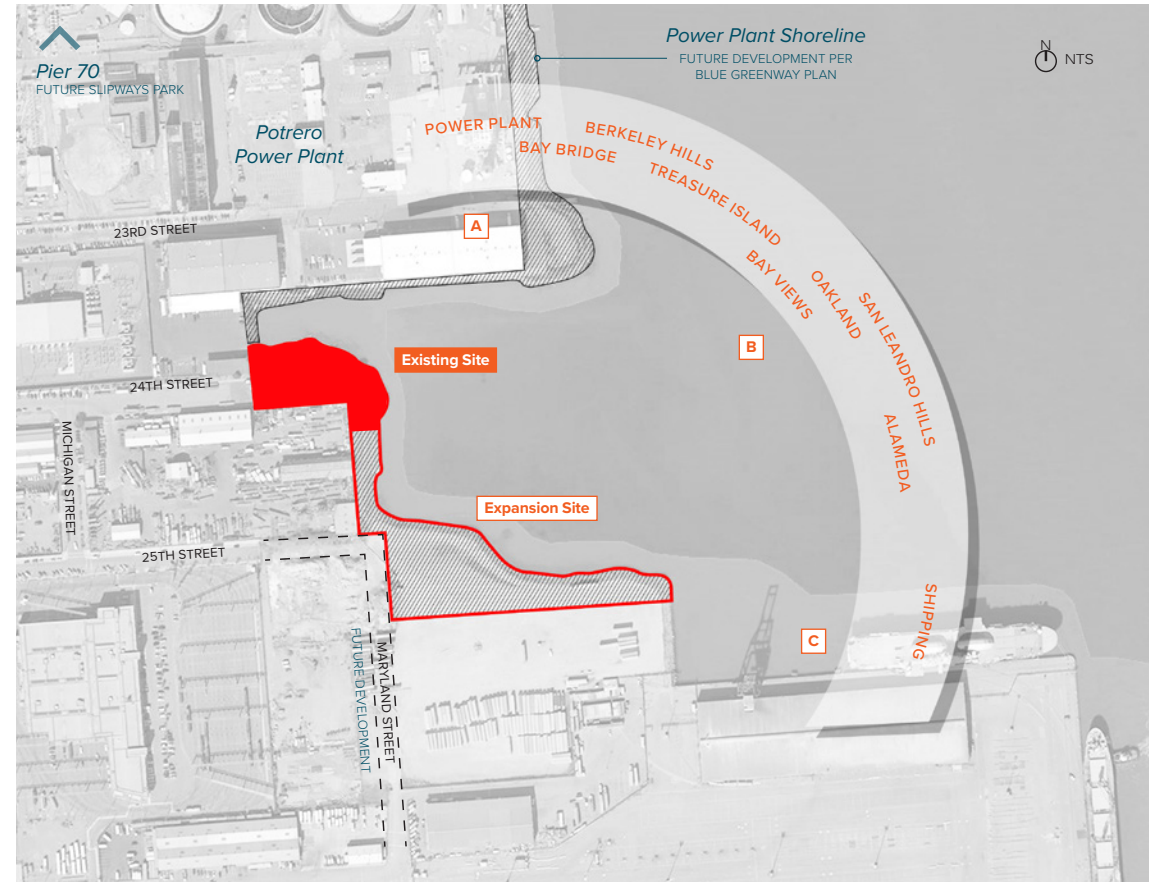 Pier 70
FUTURE SLIPWAYS PARK
Power Plant Shoreline
FUTURE DEVELOPMENT PER
BLUE GREENWAY PLAN
N
NTS
Potrero
Power Plant
POWER PLANT
BERKELEY HILLS
BAY BRIDGE
TREASURE ISLAND
23RD STREET
A
BAY VIEWS
OAKLAND
SAN LEANDRO HILLS
B
Existing Site
24TH STREET
ALAMEDA
MICHIGAN STREET
Expansion Site
25TH STREET
SHIPPING
C
FUTURE DEVELOPMENT
MARYLAND STREET